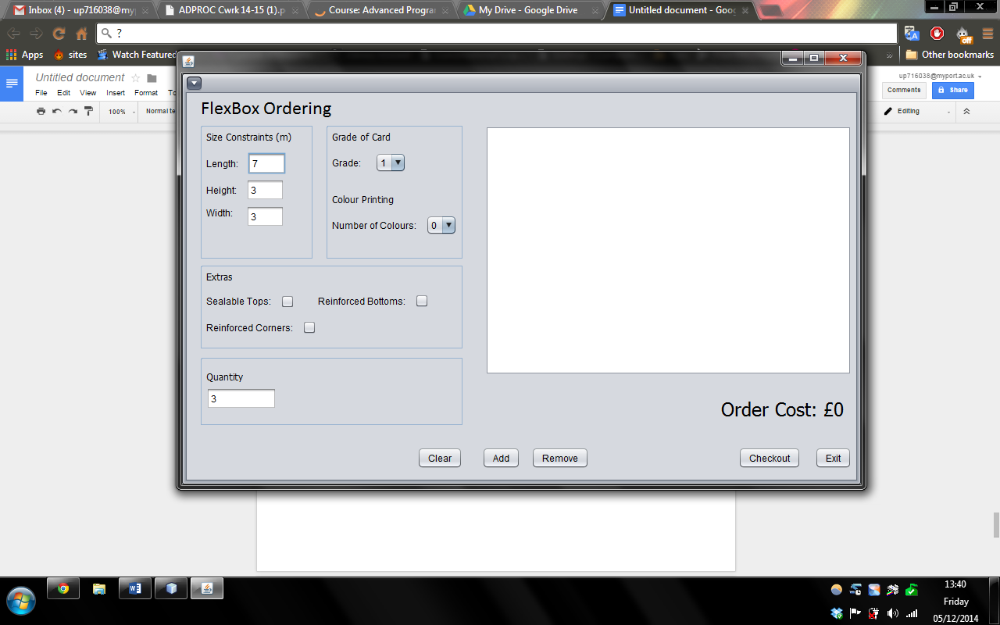 Inbox (4) - up716038@myp
ADPROC Cwrk 14-15 (1).p
Course: Advanced Progra
My Drive - Google Drive
Untitled document - Goo
?
Apps
sites
Watch Featured
Other bookmarks
off
Untitled document
up716038@myport.ac.uk
File Edit View Insert Format To
Comments
Share
100%
Normal te
Editing
FlexBox Ordering
Size Constraints (m)
Length: 7
Height: 3
Width: 3
Grade of Card
Grade: 1
Colour Printing
Number of Colours: 0
Extras
Sealable Tops:
Reinforced Bottoms:
Reinforced Corners:
Quantity
3
Order Cost: £0
Clear
Add
Remove
Checkout
Exit
13:40
Friday
05/12/2014